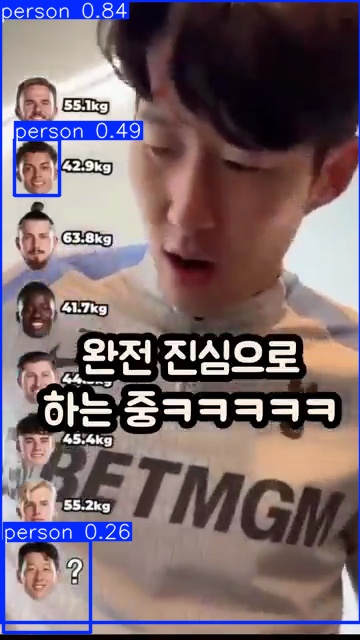 person 0.84
55.1kg
person 0.49
42.9kg
63.8kg
41.7kg
완전 진심으로
하는 중ㅋㅋㅋㅋㅋ
45.4kg
BETMGM
55.2kg
person 0.26
?